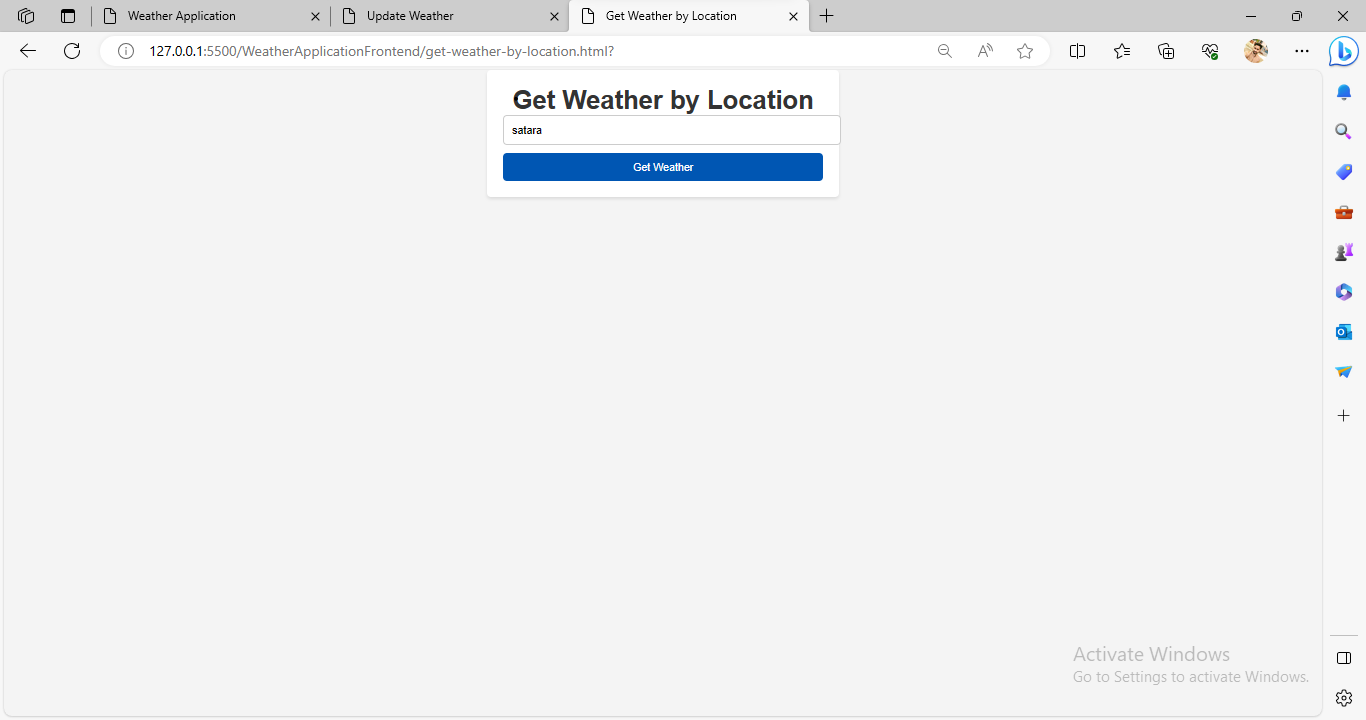 Weather Application
Update Weather
Get Weather by Location
127.0.0.1:5500/WeatherApplicationFrontend/get-weather-by-location.html?
Get Weather by Location
satara
Get Weather
Activate Windows
Go to Settings to activate Windows.